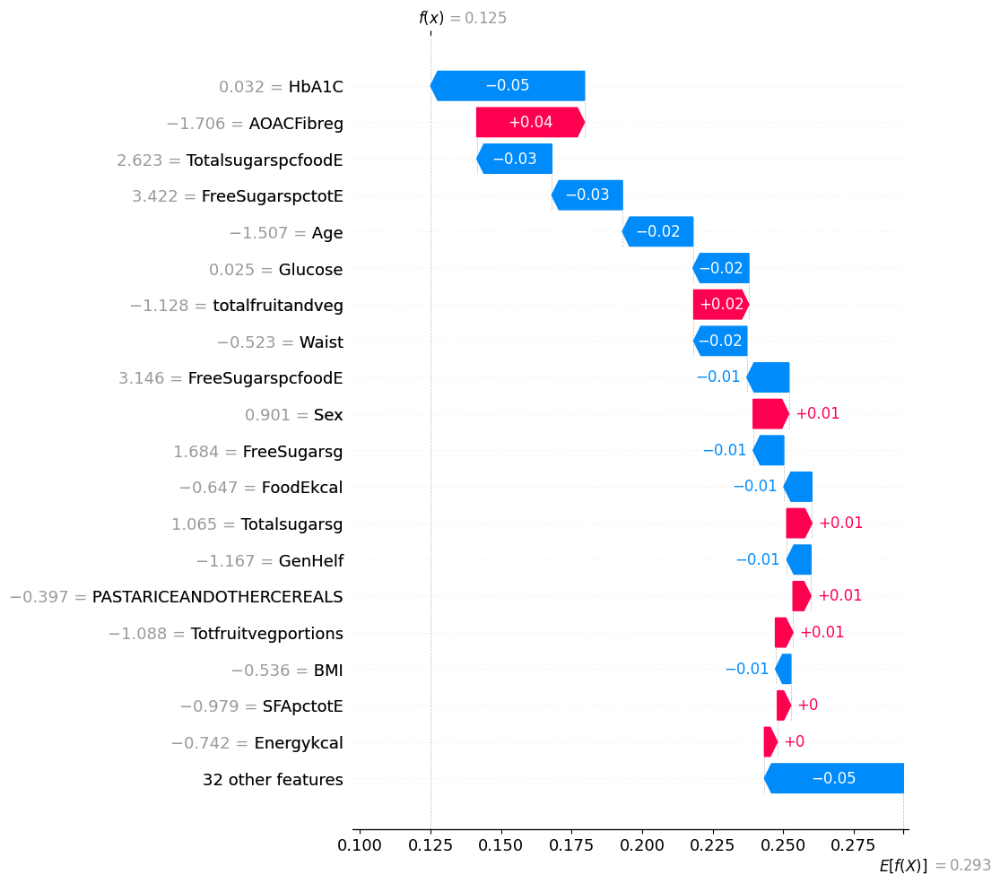 f(x) = 0.125
0.032 = HbA1C
−0.05
−1.706 = AOACFibreg
+0.04
2.623 = TotalsugarspcfoodE
−0.03
3.422 = FreeSugarspctotE
−0.03
−1.507 = Age
−0.02
0.025 = Glucose
−0.02
−1.128 = totalfruitandveg
+0.02
−0.523 = Waist
−0.02
3.146 = FreeSugarspcfoodE
−0.01
0.901 = Sex
+0.01
1.684 = FreeSugarsg
−0.01
−0.647 = FoodEkcal
−0.01
1.065 = Totalsugarsg
+0.01
−1.167 = GenHelf
−0.01
−0.397 = PASTARICEANDOTHERCEREALS
+0.01
−1.088 = Totfruitvegportions
+0.01
−0.536 = BMI
−0.01
−0.979 = SFApctotE
+0
−0.742 = Energykcal
+0
32 other features
−0.05
0.100 0.125 0.150 0.175 0.200 0.225 0.250 0.275
E[f(X)] = 0.293